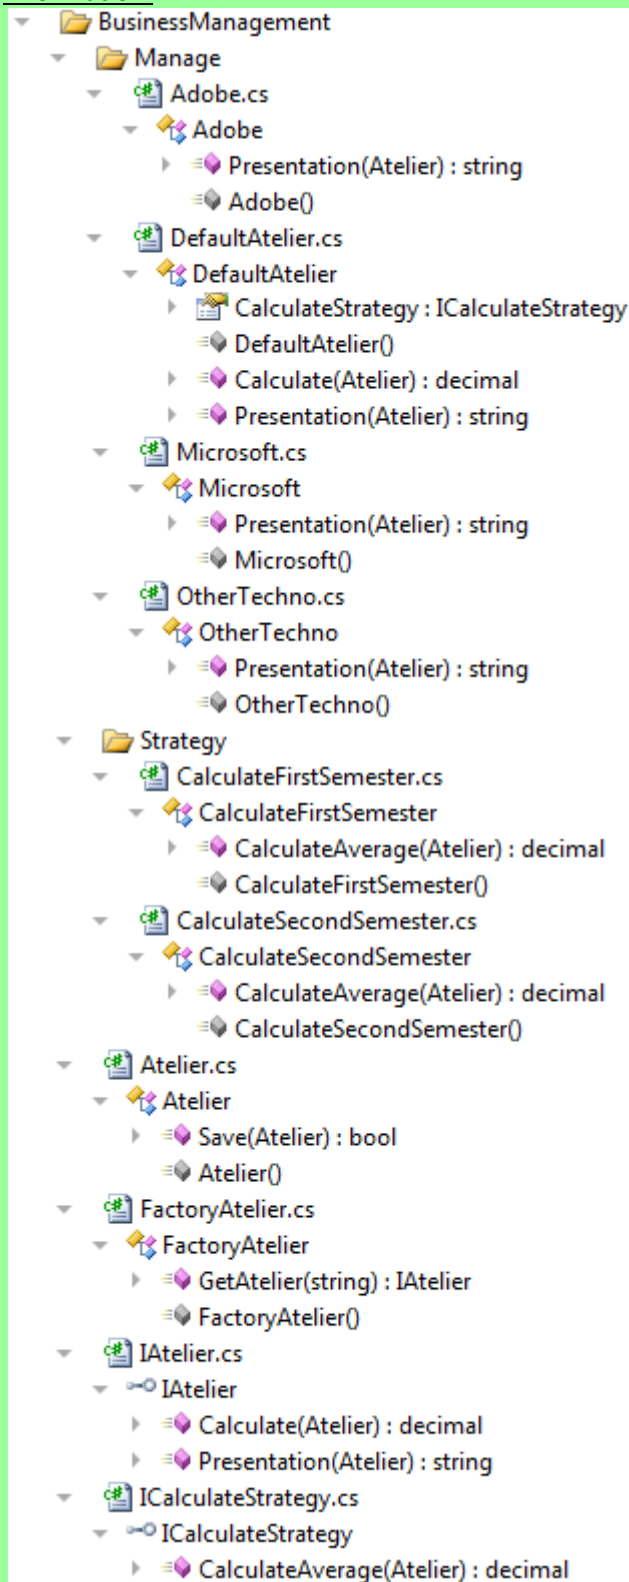 BusinessManagement
Manage
Adobe.cs
Adobe
Presentation(Atelier) : string
Adobe()
DefaultAtelier.cs
DefaultAtelier
CalculateStrategy : ICalculateStrategy
DefaultAtelier()
Calculate(Atelier) : decimal
Presentation(Atelier) : string
Microsoft.cs
Microsoft
Presentation(Atelier) : string
Microsoft()
OtherTechno.cs
OtherTechno
Presentation(Atelier) : string
OtherTechno()
Strategy
CalculateFirstSemester.cs
CalculateFirstSemester
CalculateAverage(Atelier) : decimal
CalculateFirstSemester()
CalculateSecondSemester.cs
CalculateSecondSemester
CalculateAverage(Atelier) : decimal
CalculateSecondSemester()
Atelier.cs
Atelier
Save(Atelier) : bool
Atelier()
FactoryAtelier.cs
FactoryAtelier
GetAtelier(string) : IAtelier
FactoryAtelier()
IAtelier.cs
IAtelier
Calculate(Atelier) : decimal
Presentation(Atelier) : string
ICalculateStrategy.cs
ICalculateStrategy
CalculateAverage(Atelier) : decimal